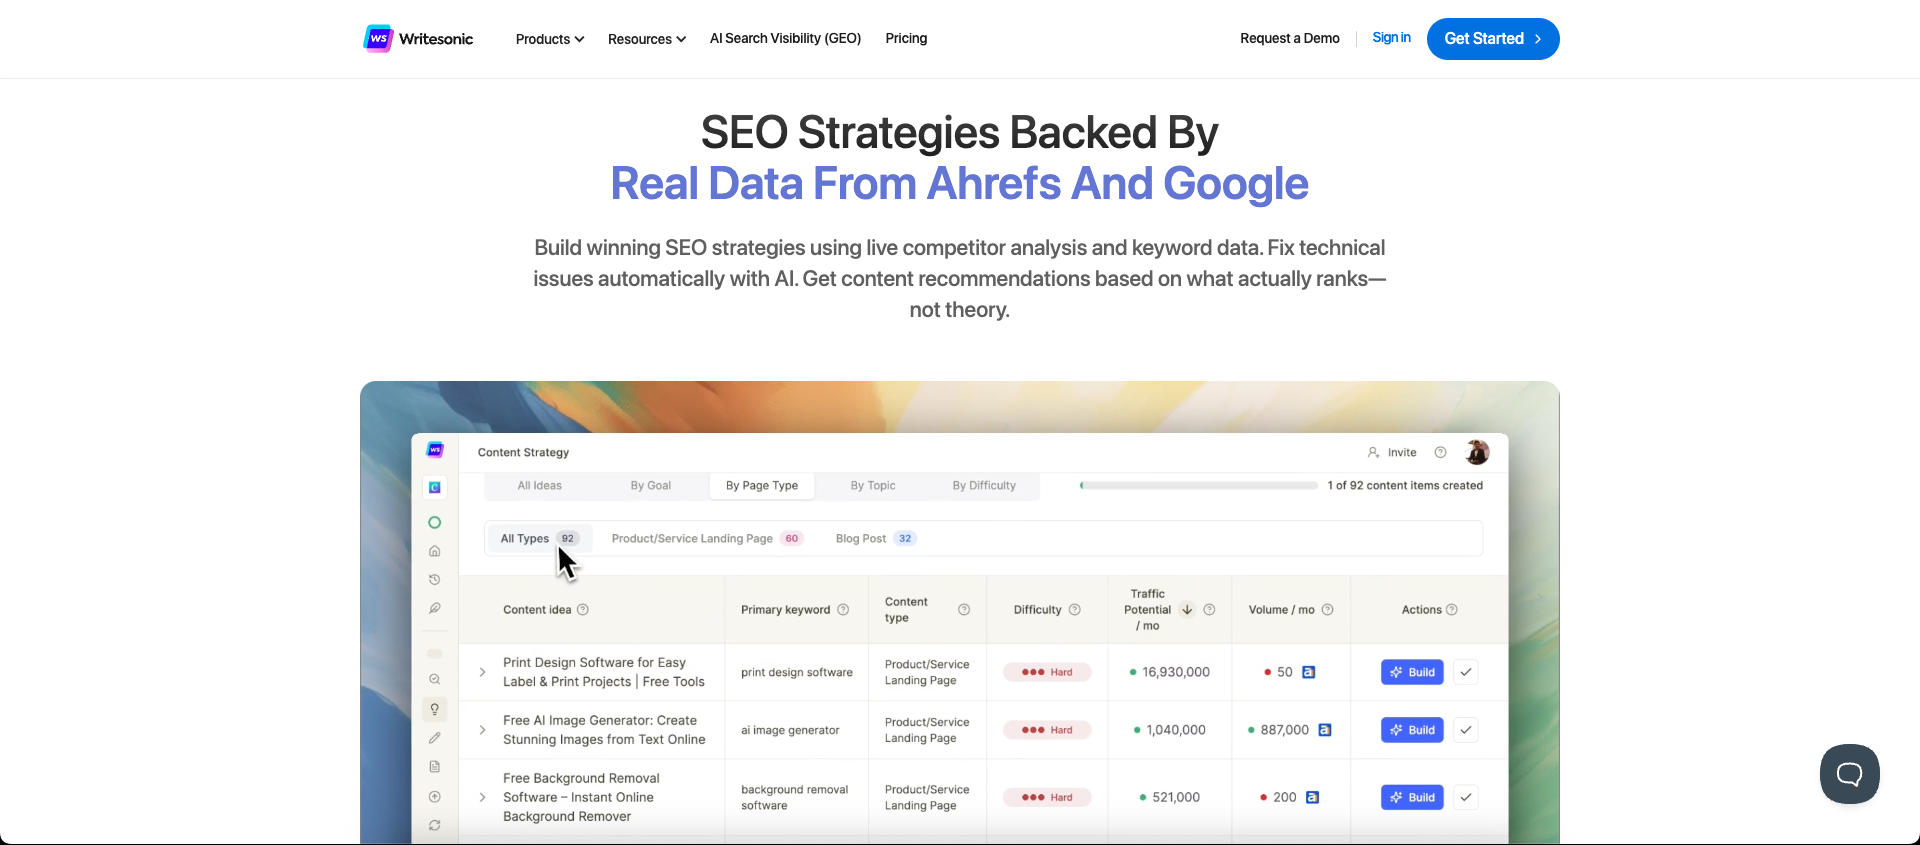 WS Writesonic Products Resources AI Search Visibility (GEO) Pricing Request a Demo Sign in Get Started
SEO Strategies Backed By
Real Data From Ahrefs And Google
Build winning SEO strategies using live competitor analysis and keyword data. Fix technical
issues automatically with AI. Get content recommendations based on what actually ranks—
not theory.
WS Content Strategy Invite
All Ideas By Goal By Page Type By Topic By Difficulty 1 of 92 content items created
All Types 92 Product/Service Landing Page 60 Blog Post 32
Content idea Primary keyword Content type Difficulty Traffic Potential / mo Volume / mo Actions
Print Design Software for Easy
Label & Print Projects | Free Tools
print design software
Product/Service
Landing Page
Hard
16,930,000
50 a
Build
Free AI Image Generator: Create
Stunning Images from Text Online
ai image generator
Product/Service
Landing Page
Hard
1,040,000
887,000 a
Build
Free Background Removal
Software – Instant Online
Background Remover
background removal
software
Product/Service
Landing Page
Hard
521,000
200 a
Build